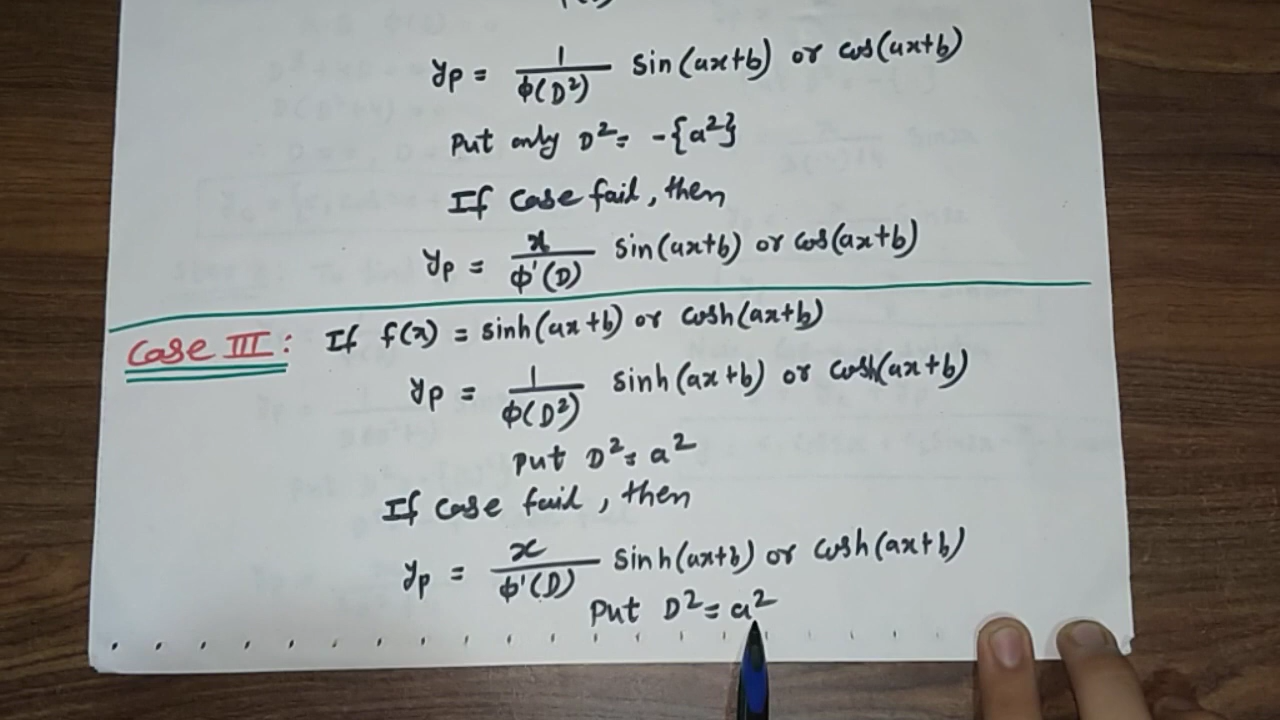 yp = 1/ϕ(D²) Sin(ax+b) or cos(ax+b)
Put only D² = -{a²}
If Case fail, then
yp = x/ϕ'(D) sin(ax+b) or cos(ax+b)
Case III: If f(x) = sinh(ax+b) or cosh(ax+b)
yp = 1/ϕ(D²) sinh(ax+b) or cosh(ax+b)
Put D² = a²
If Case fail, then
yp = x/ϕ'(D) sinh(ax+b) or cosh(ax+b)
Put D² = a²